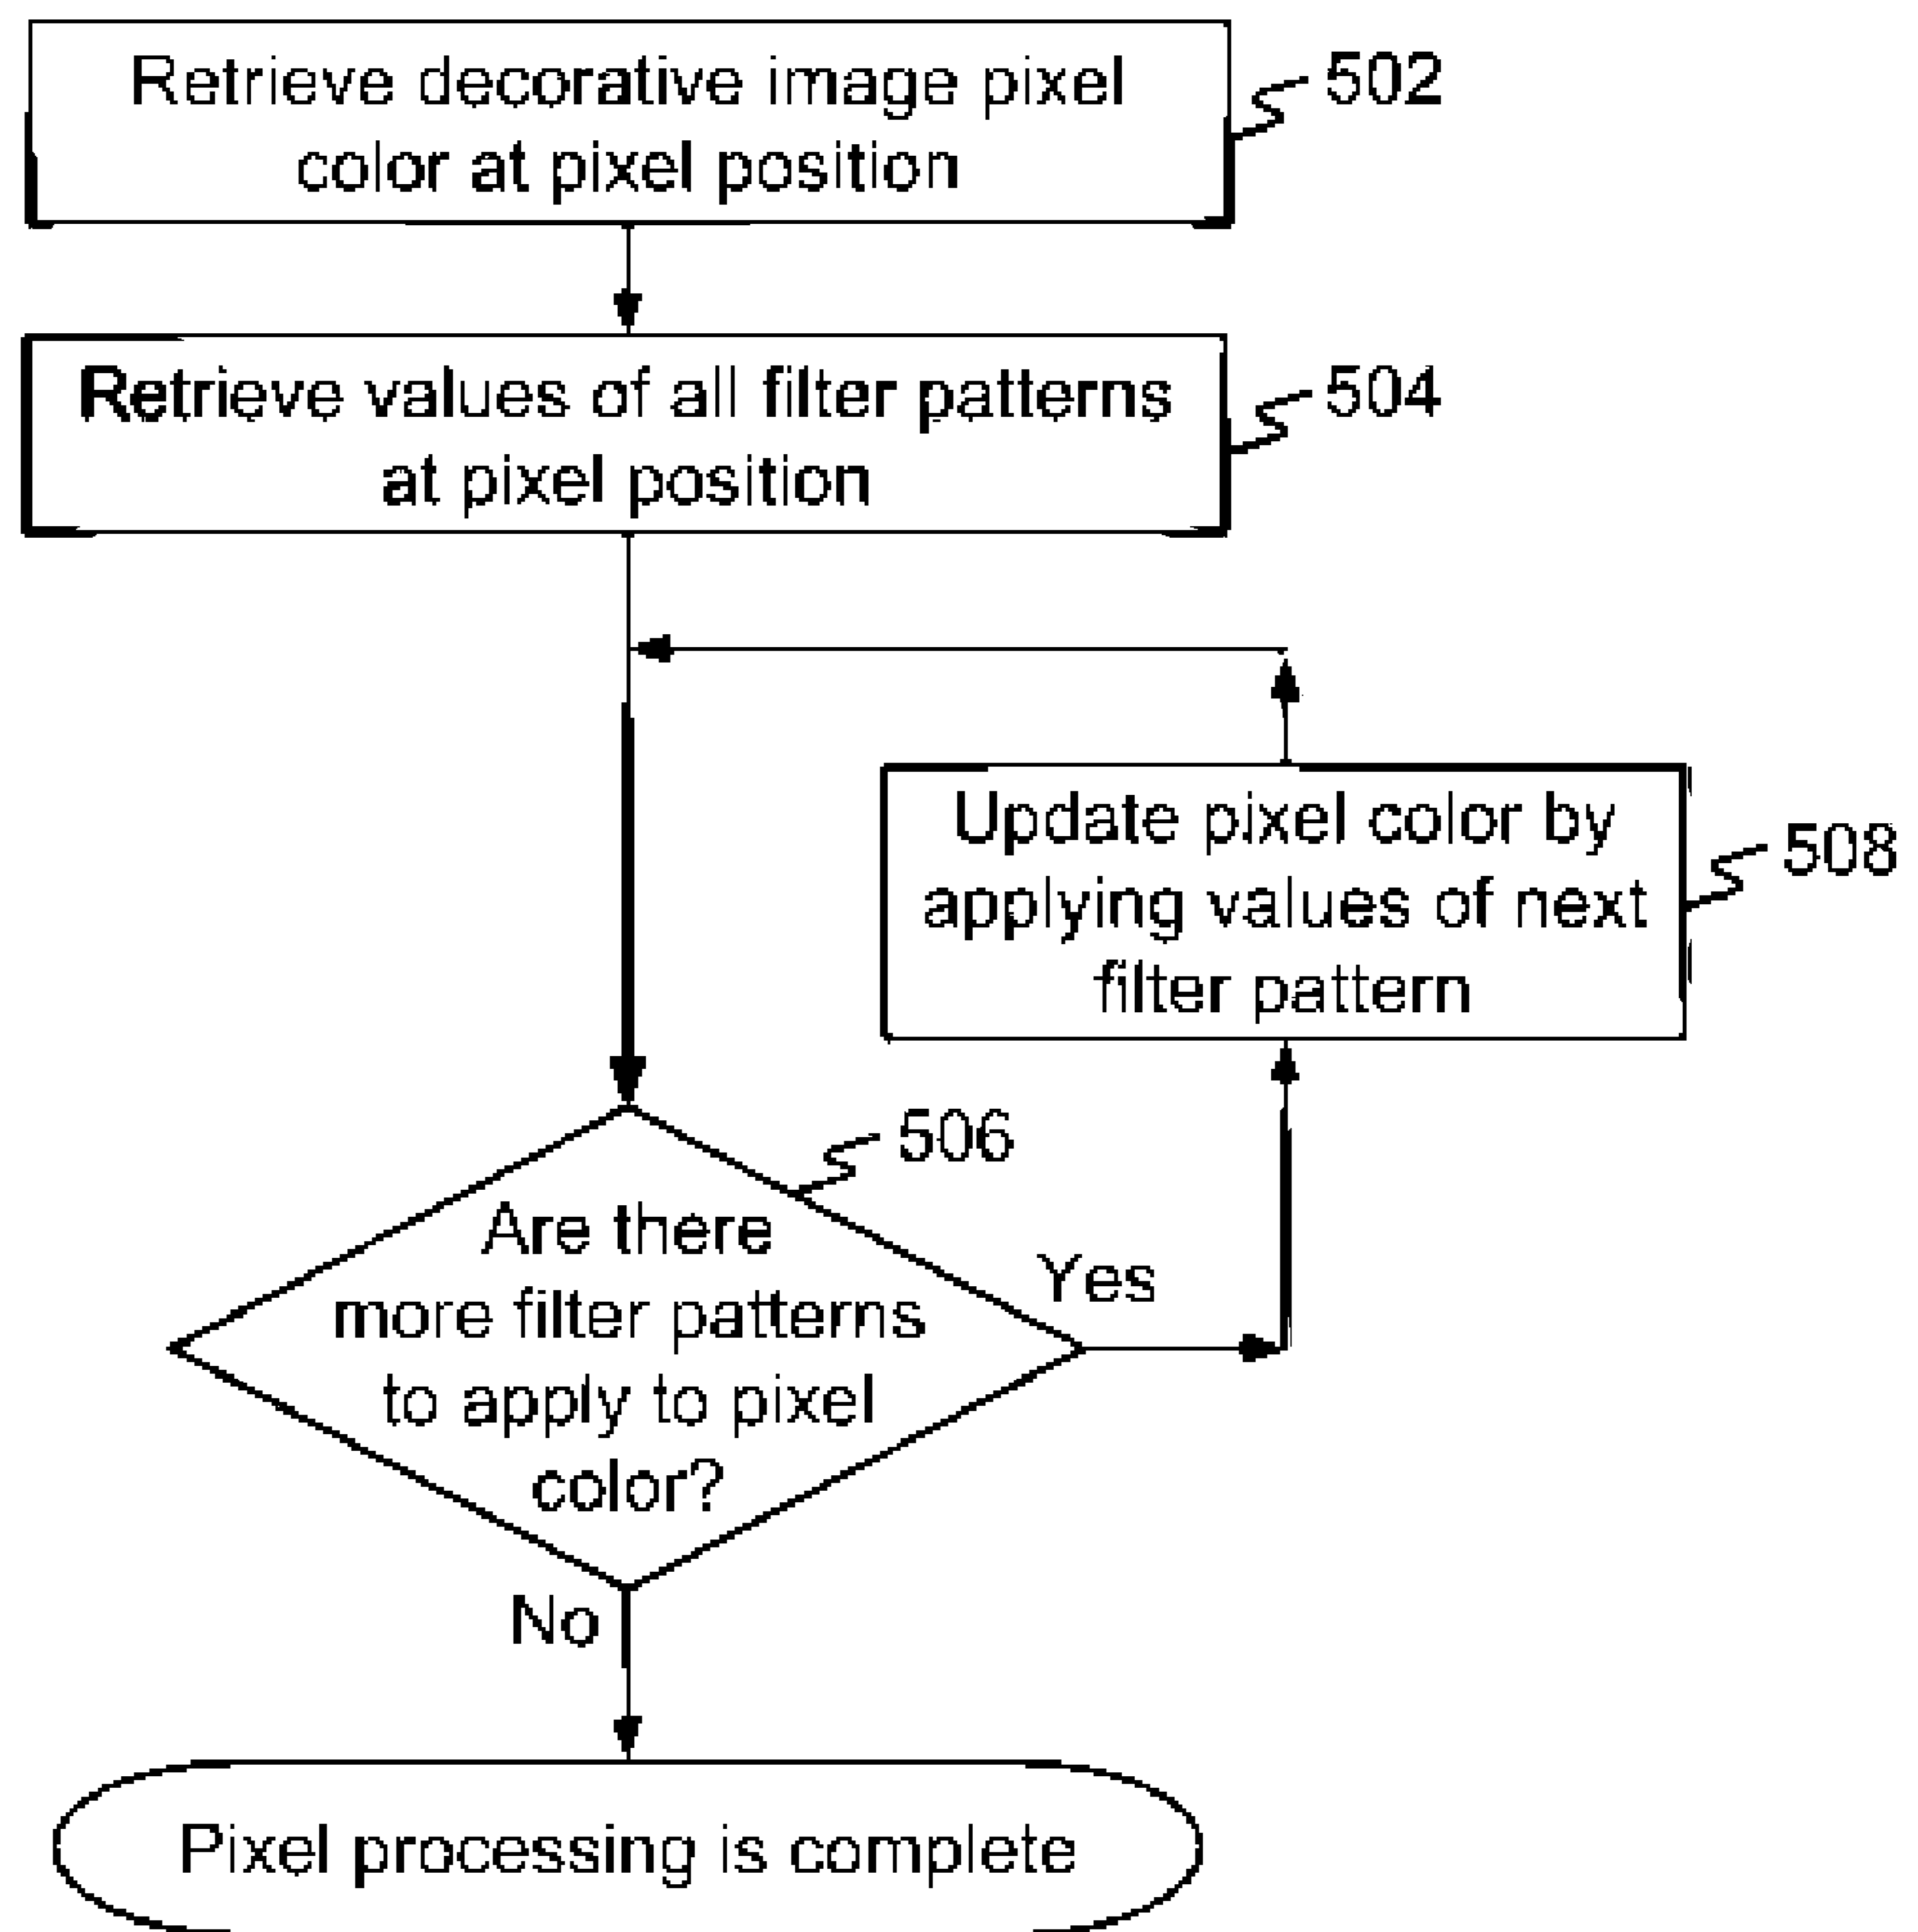 Retrieve decorative image pixel
color at pixel position
502
Retrieve values of all filter patterns
at pixel position
504
Update pixel color by
applying values of next
filter pattern
508
506
Are there
more filter patterns
to apply to pixel
color?
Yes
No
Pixel processing is complete